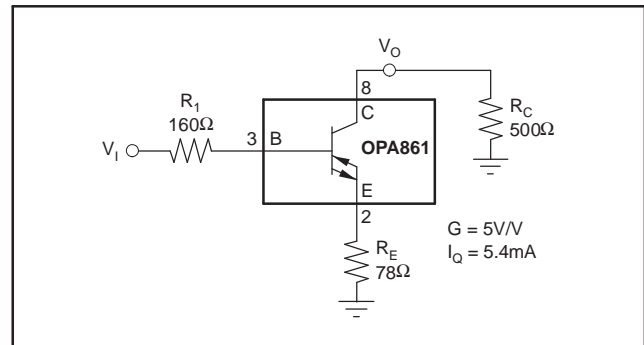 V_O
8
R_1
160Ω
C
R_C
500Ω
V_I
3
B
OPA861
E
2
G = 5V/V
I_Q = 5.4mA
R_E
78Ω